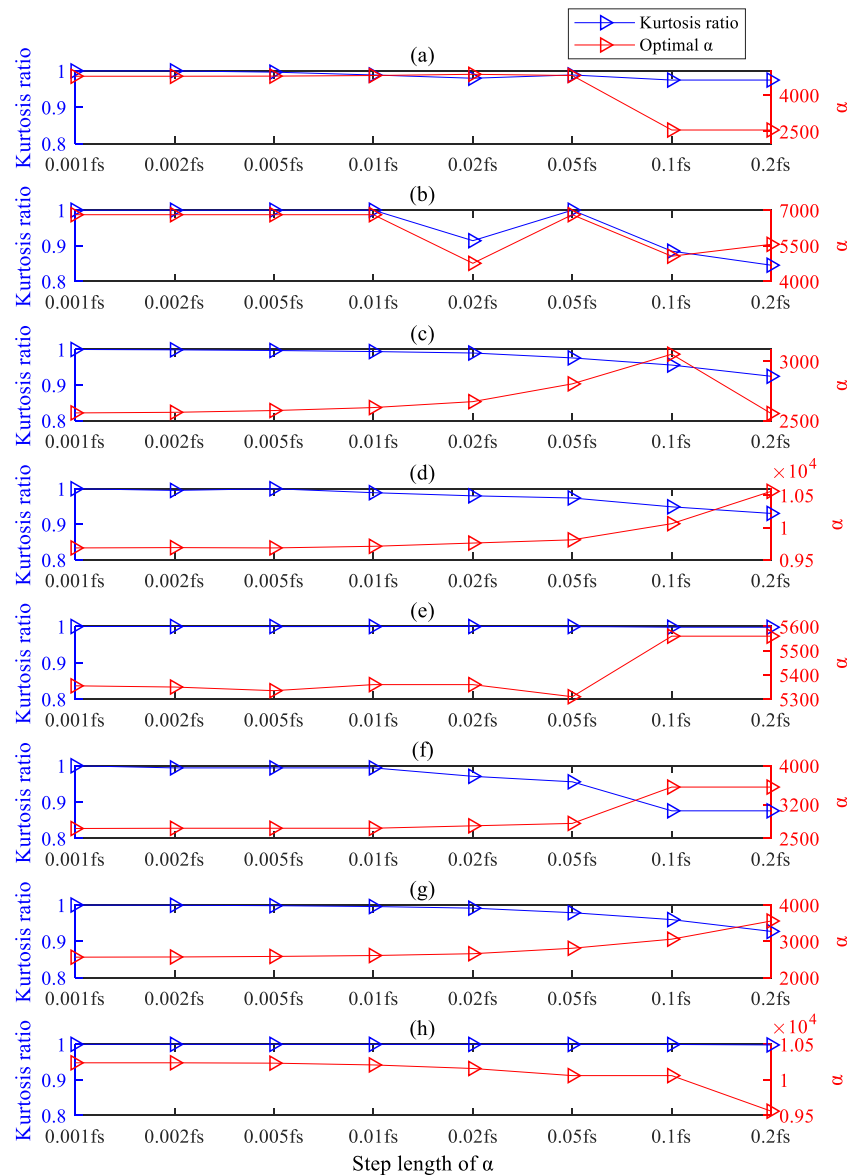 Kurtosis ratio
Optimal α
(a)
Kurtosis ratio
1
0.9
0.8
4000
2500
α
0.001fs 0.002fs 0.005fs 0.01fs 0.02fs 0.05fs 0.1fs 0.2fs
(b)
Kurtosis ratio
1
0.9
0.8
7000
5500
4000
α
0.001fs 0.002fs 0.005fs 0.01fs 0.02fs 0.05fs 0.1fs 0.2fs
(c)
Kurtosis ratio
1
0.9
0.8
3000
2500
α
0.001fs 0.002fs 0.005fs 0.01fs 0.02fs 0.05fs 0.1fs 0.2fs
(d)
×10⁴
Kurtosis ratio
1
0.9
0.8
1.05
1
0.95
α
0.001fs 0.002fs 0.005fs 0.01fs 0.02fs 0.05fs 0.1fs 0.2fs
(e)
Kurtosis ratio
1
0.9
0.8
5600
5500
5400
5300
α
0.001fs 0.002fs 0.005fs 0.01fs 0.02fs 0.05fs 0.1fs 0.2fs
(f)
Kurtosis ratio
1
0.9
0.8
4000
3200
2500
α
0.001fs 0.002fs 0.005fs 0.01fs 0.02fs 0.05fs 0.1fs 0.2fs
(g)
Kurtosis ratio
1
0.9
0.8
4000
3000
2000
α
0.001fs 0.002fs 0.005fs 0.01fs 0.02fs 0.05fs 0.1fs 0.2fs
(h)
×10⁴
Kurtosis ratio
1
0.9
0.8
1.05
1
0.95
α
0.001fs 0.002fs 0.005fs 0.01fs 0.02fs 0.05fs 0.1fs 0.2fs
Step length of α